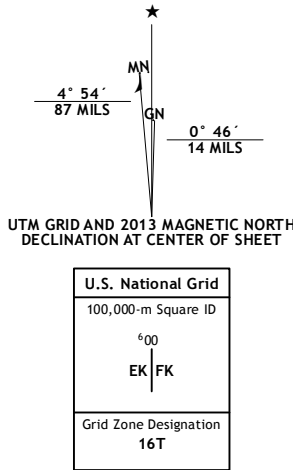 ★
MN
GN
4° 54´
87 MILS
0° 46´
14 MILS
UTM GRID AND 2013 MAGNETIC NORTH
DECLINATION AT CENTER OF SHEET
U.S. National Grid
100,000-m Square ID
⁶00
EK FK
Grid Zone Designation
16T